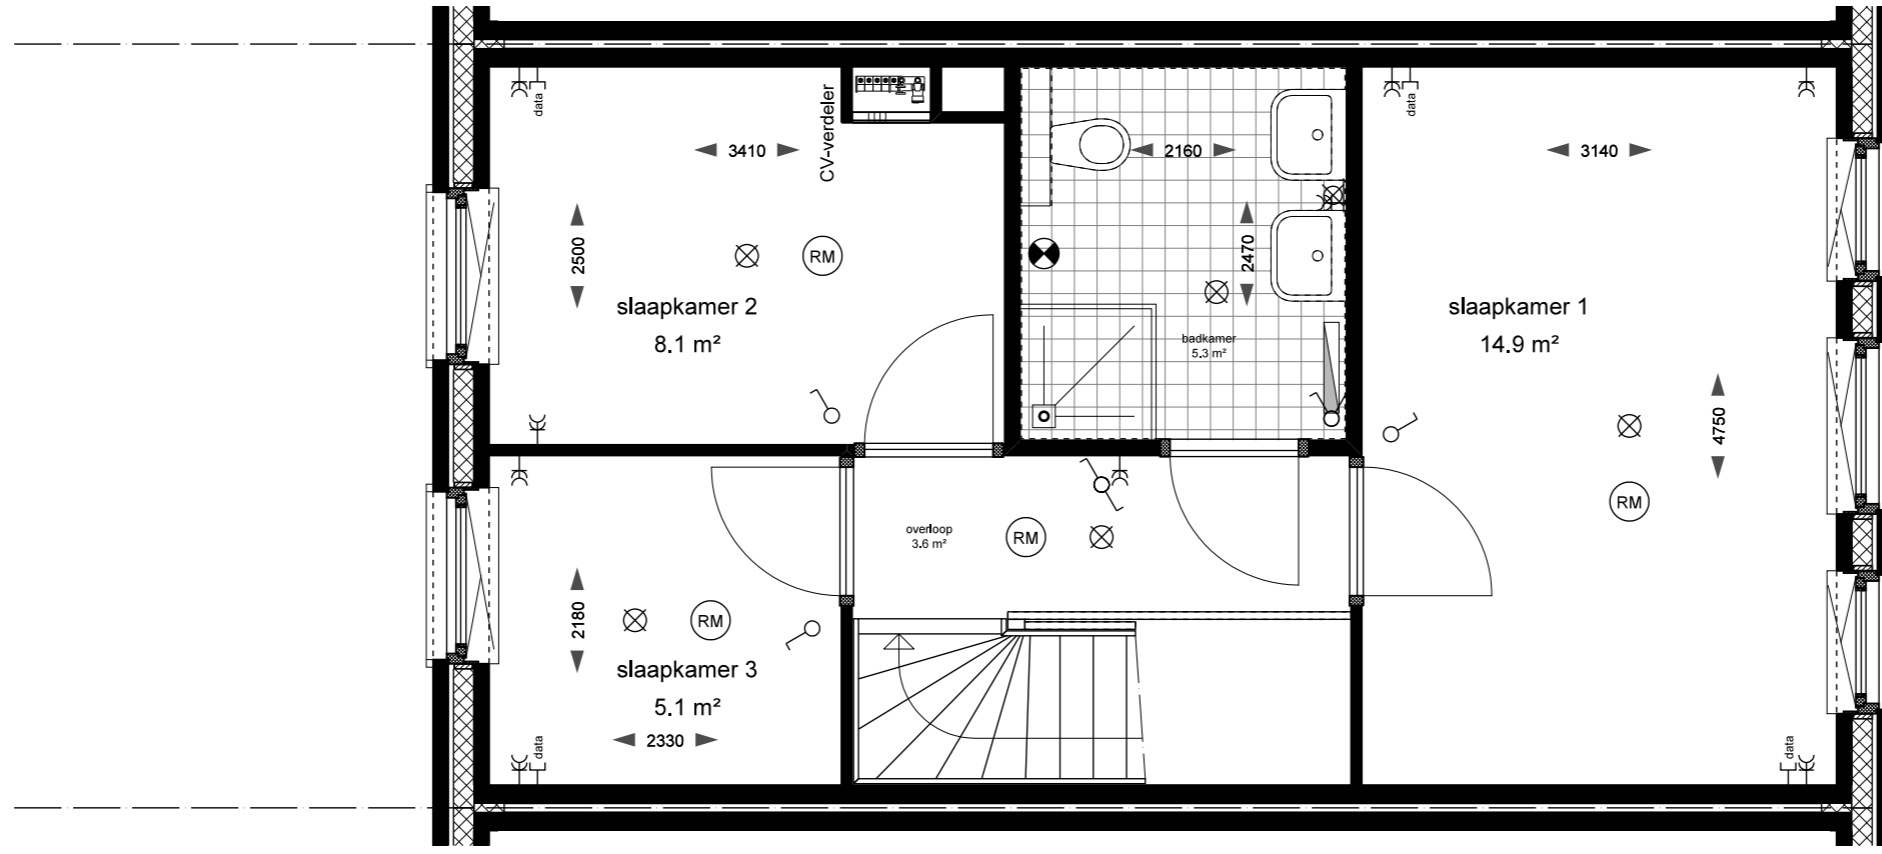 data
CV-verdeler
data
3410
2160
3140
2500
RM
2470
slaapkamer 2
8.1 m²
badkamer
5.3 m²
slaapkamer 1
14.9 m²
4750
RM
overloop
3.6 m²
RM
2180
RM
slaapkamer 3
5.1 m²
2330
data
data